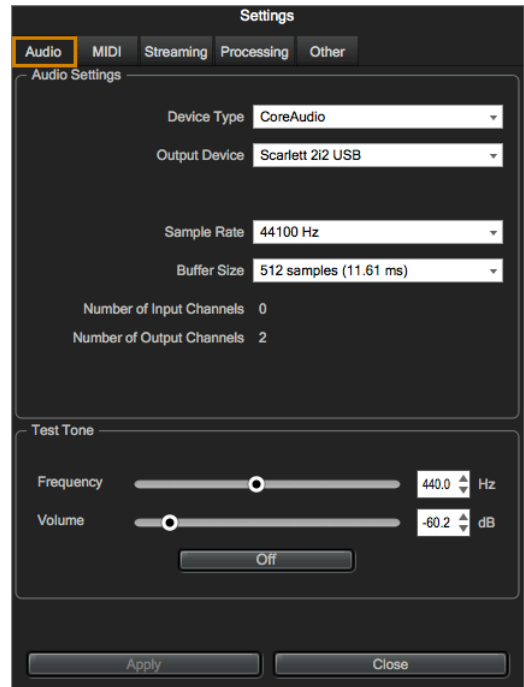 Settings
Audio MIDI Streaming Processing Other
Audio Settings
Device Type CoreAudio
Output Device Scarlett 2i2 USB
Sample Rate 44100 Hz
Buffer Size 512 samples (11.61 ms)
Number of Input Channels 0
Number of Output Channels 2
Test Tone
Frequency 440.0 Hz
Volume -60.2 dB
Off
Apply Close